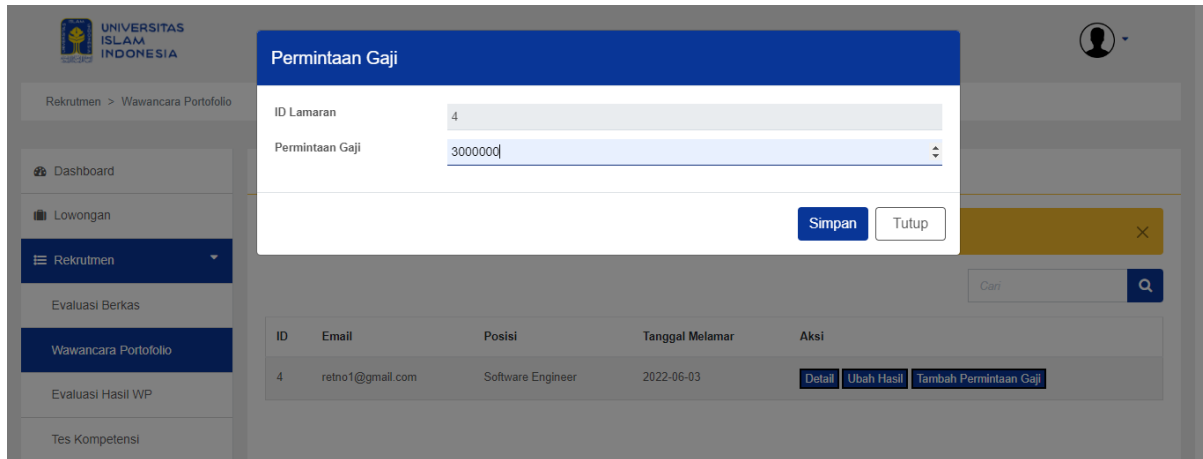 UNIVERSITAS
ISLAM
INDONESIA
Permintaan Gaji
Rekrutmen > Wawancara Portofolio
ID Lamaran
4
Permintaan Gaji
3000000
Simpan
Tutup
Dashboard
Lowongan
Rekrutmen
Evaluasi Berkas
Wawancara Portofolio
Evaluasi Hasil WP
Tes Kompetensi
Cari
ID Email Posisi Tanggal Melamar Aksi
4 retno1@gmail.com Software Engineer 2022-06-03 Detail Ubah Hasil Tambah Permintaan Gaji